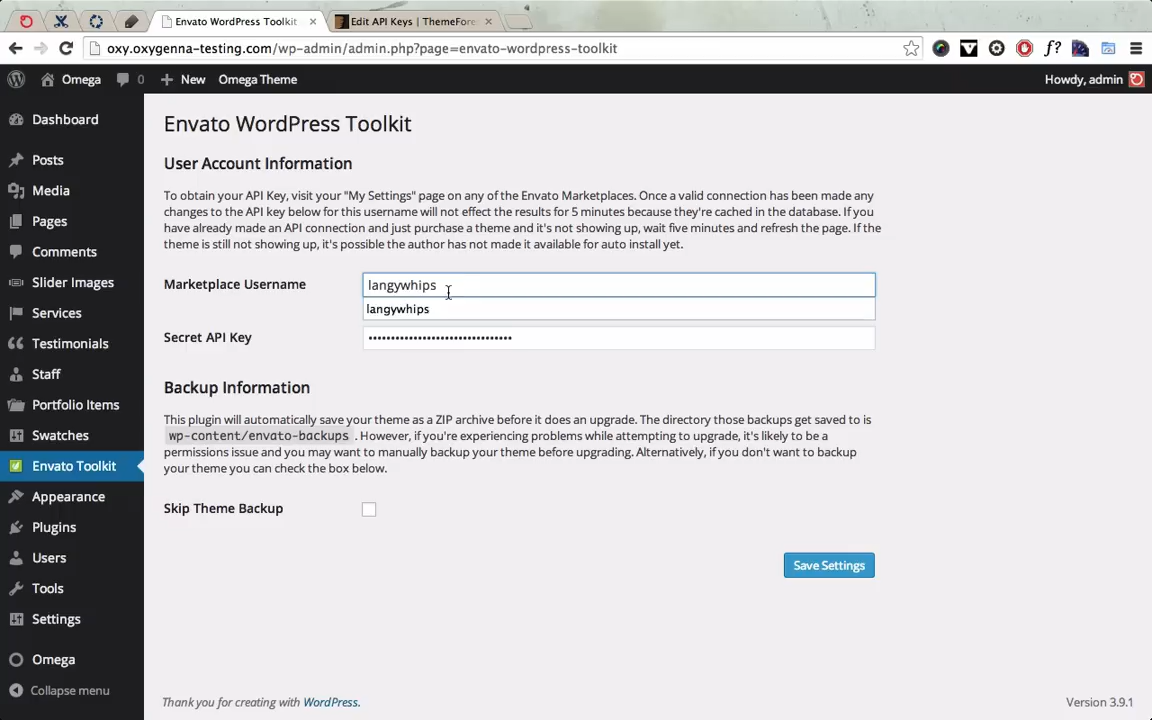 Envato WordPress Toolkit ×
Edit API Keys | ThemeFore ×
oxy.oxygenna-testing.com/wp-admin/admin.php?page=envato-wordpress-toolkit
f?
Omega
0
New
Omega Theme
Howdy, admin
Dashboard
Posts
Media
Pages
Comments
Slider Images
Services
Testimonials
Staff
Portfolio Items
Swatches
Envato Toolkit
Appearance
Plugins
Users
Tools
Settings
Omega
Collapse menu
Envato WordPress Toolkit
User Account Information
To obtain your API Key, visit your "My Settings" page on any of the Envato Marketplaces. Once a valid connection has been made any
changes to the API key below for this username will not effect the results for 5 minutes because they're cached in the database. If you
have already made an API connection and just purchase a theme and it's not showing up, wait five minutes and refresh the page. If the
theme is still not showing up, it's possible the author has not made it available for auto install yet.
Marketplace Username
langywhips
langywhips
Secret API Key
••••••••••••••••••••••••••••••••
Backup Information
This plugin will automatically save your theme as a ZIP archive before it does an upgrade. The directory those backups get saved to is
wp-content/envato-backups . However, if you're experiencing problems while attempting to upgrade, it's likely to be a
permissions issue and you may want to manually backup your theme before upgrading. Alternatively, if you don't want to backup
your theme you can check the box below.
Skip Theme Backup
Save Settings
Thank you for creating with WordPress.
Version 3.9.1